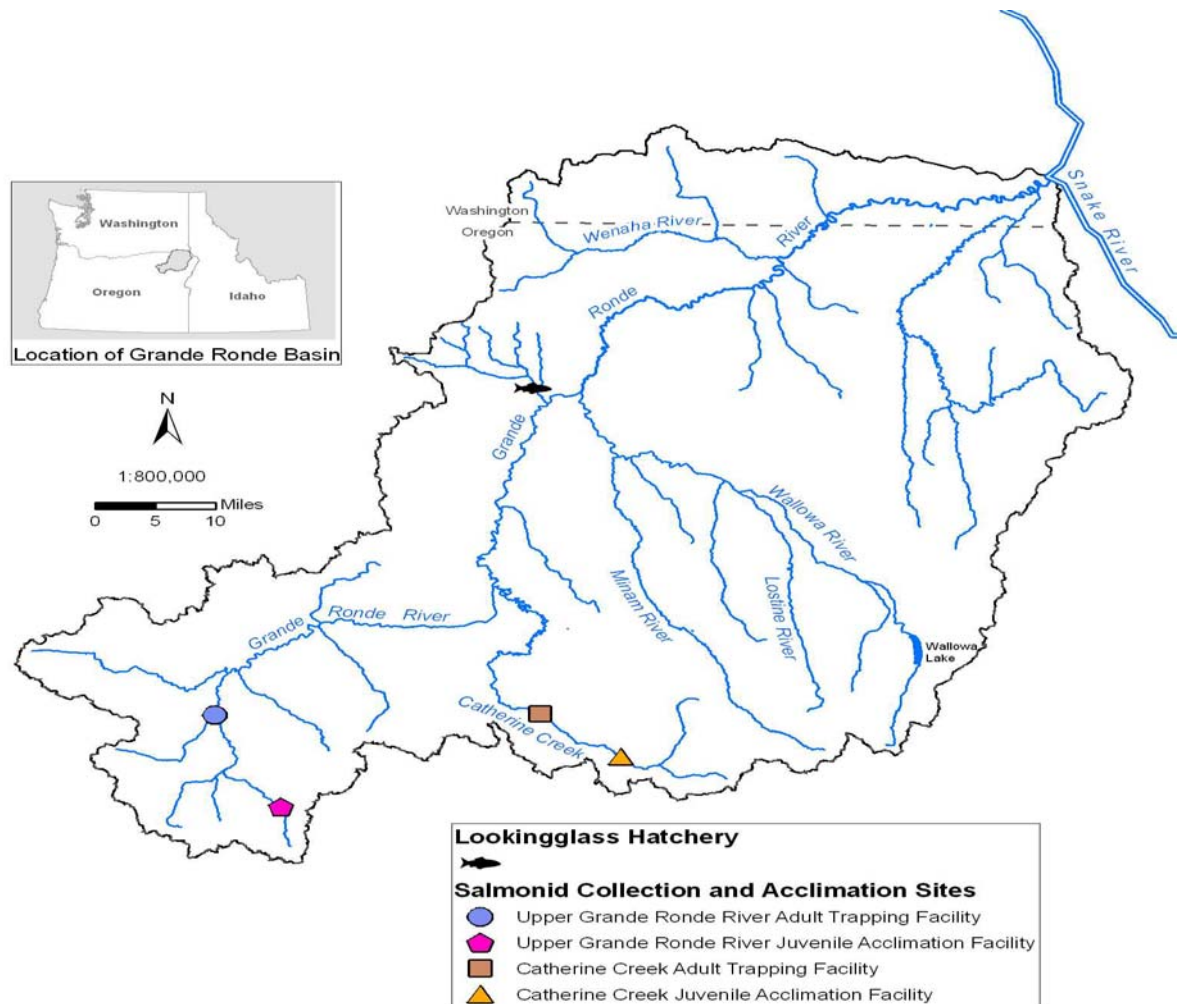 Washington
Oregon
Idaho
Location of Grande Ronde Basin
N
1:800,000
Miles
0 5 10
Washington
Oregon
Snake River
Wenaha River
River
Ronde
Grande
Wallowa River
Minam River
Lostine River
Wallowa
Lake
Grande
Ronde River
Catherine Creek
Lookingglass Hatchery
Salmonid Collection and Acclimation Sites
Upper Grande Ronde River Adult Trapping Facility
Upper Grande Ronde River Juvenile Acclimation Facility
Catherine Creek Adult Trapping Facility
Catherine Creek Juvenile Acclimation Facility